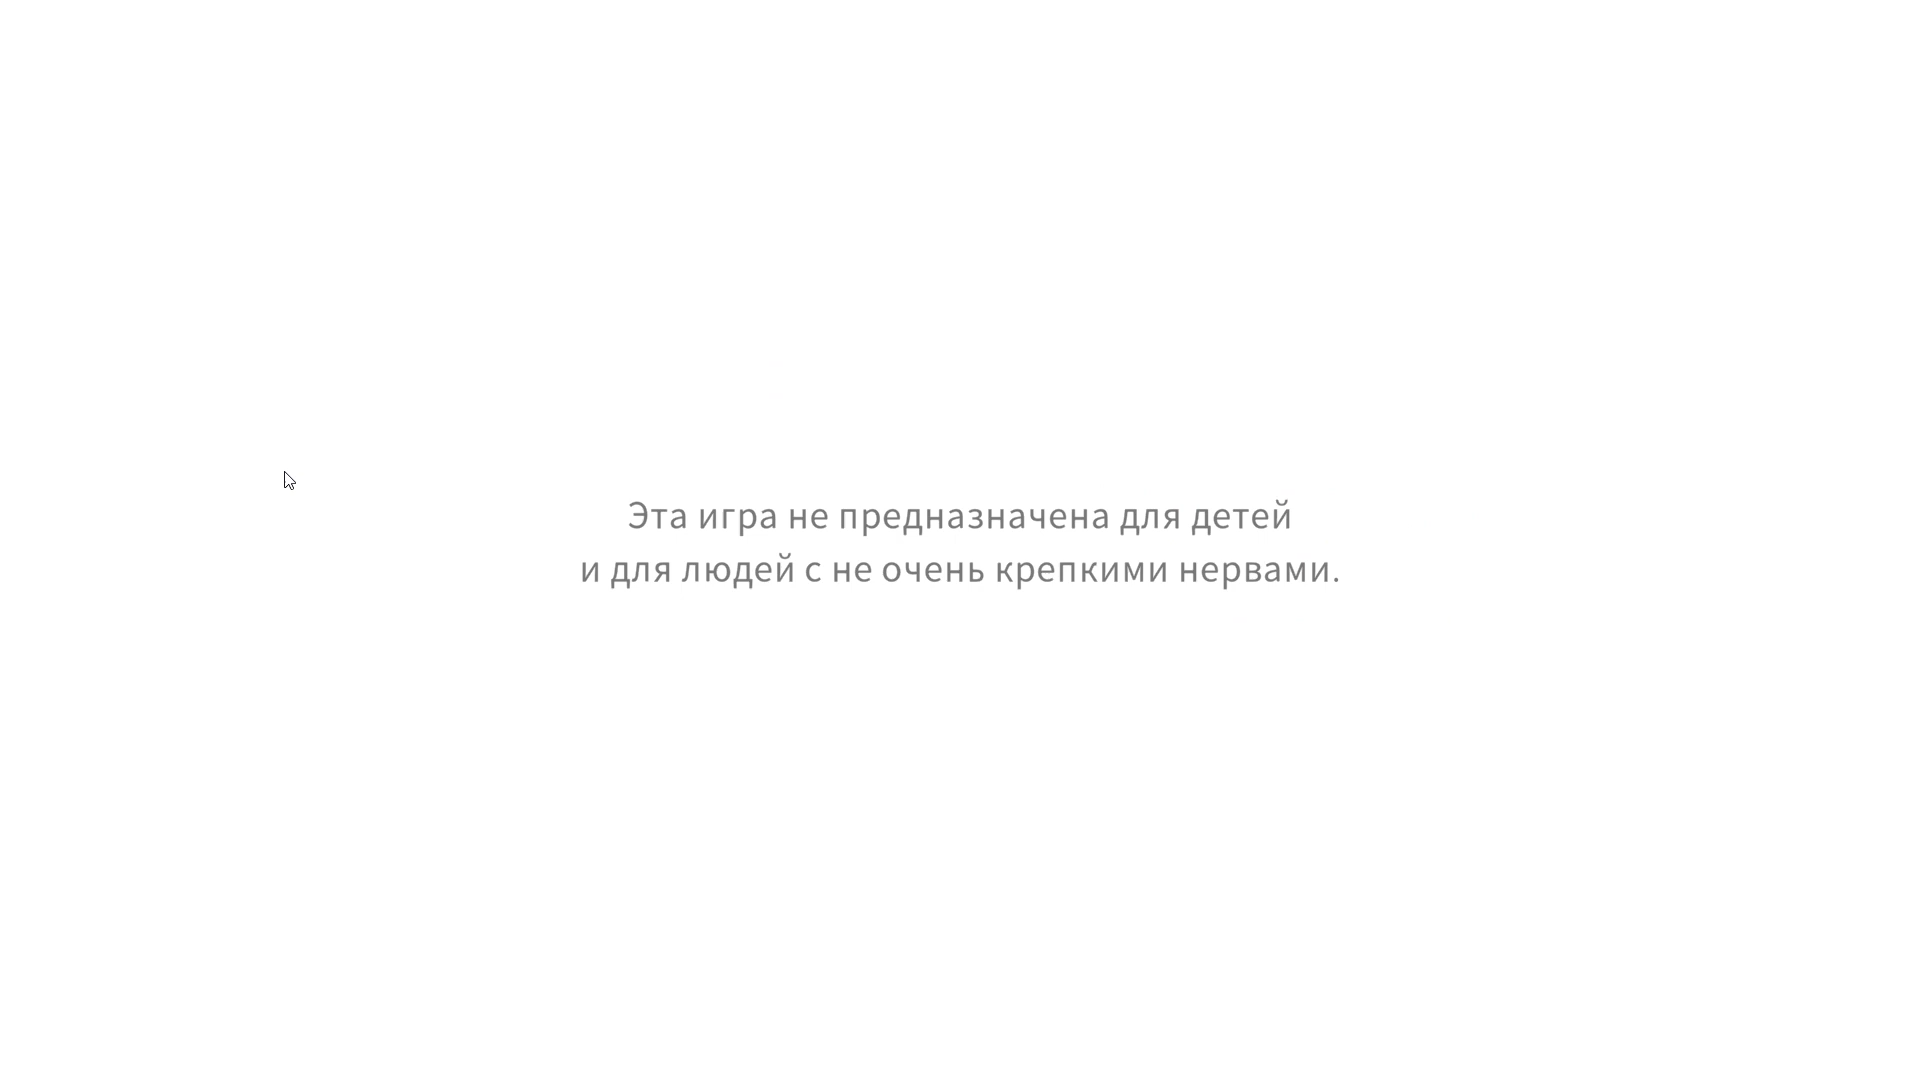 Эта игра не предназначена для детей
и для людей с не очень крепкими нервами.